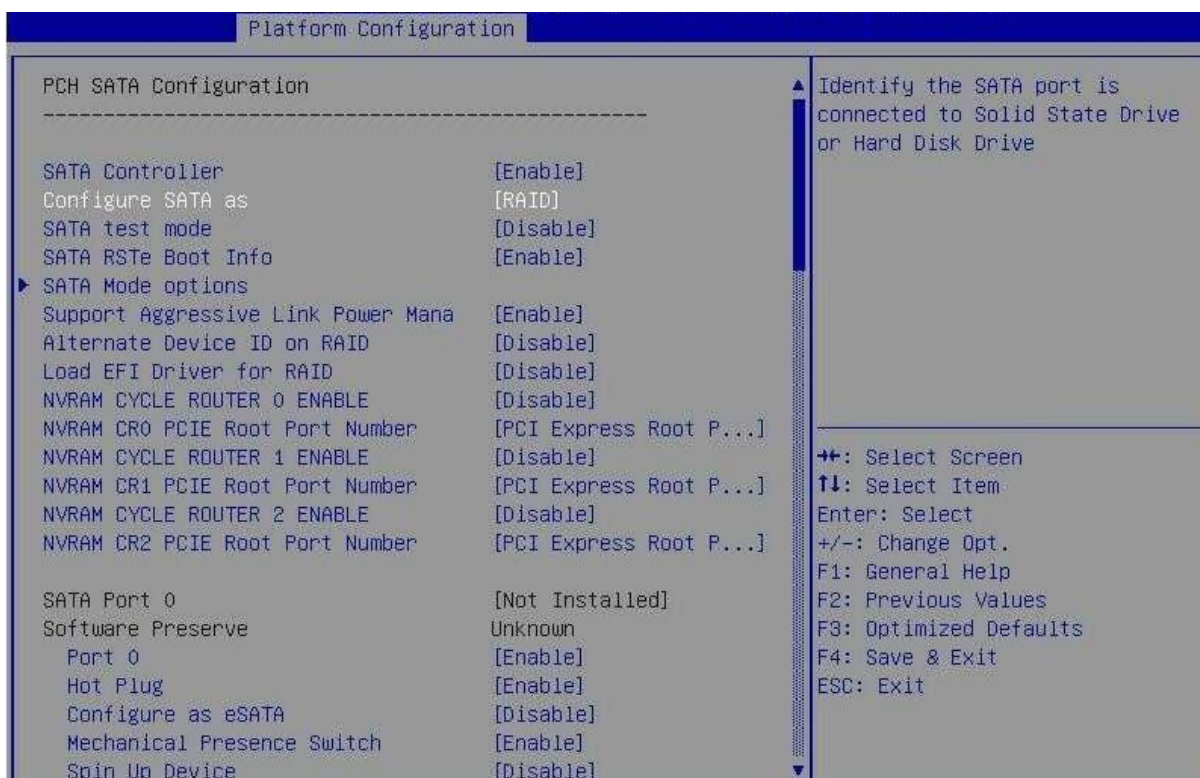 Platform Configuration
PCH SATA Configuration
----------------------------------------------------
SATA Controller [Enable]
Configure SATA as [RAID]
SATA test mode [Disable]
SATA RSTe Boot Info [Enable]
SATA Mode options
Support Aggressive Link Power Mana [Enable]
Alternate Device ID on RAID [Disable]
Load EFI Driver for RAID [Disable]
NVRAM CYCLE ROUTER 0 ENABLE [Disable]
NVRAM CR0 PCIE Root Port Number [PCI Express Root P...]
NVRAM CYCLE ROUTER 1 ENABLE [Disable]
NVRAM CR1 PCIE Root Port Number [PCI Express Root P...]
NVRAM CYCLE ROUTER 2 ENABLE [Disable]
NVRAM CR2 PCIE Root Port Number [PCI Express Root P...]
SATA Port 0 [Not Installed]
Software Preserve Unknown
Port 0 [Enable]
Hot Plug [Enable]
Configure as eSATA [Disable]
Mechanical Presence Switch [Enable]
Spin Up Device [Disable]
Identify the SATA port is
connected to Solid State Drive
or Hard Disk Drive
→←: Select Screen
↑↓: Select Item
Enter: Select
+/-: Change Opt.
F1: General Help
F2: Previous Values
F3: Optimized Defaults
F4: Save & Exit
ESC: Exit